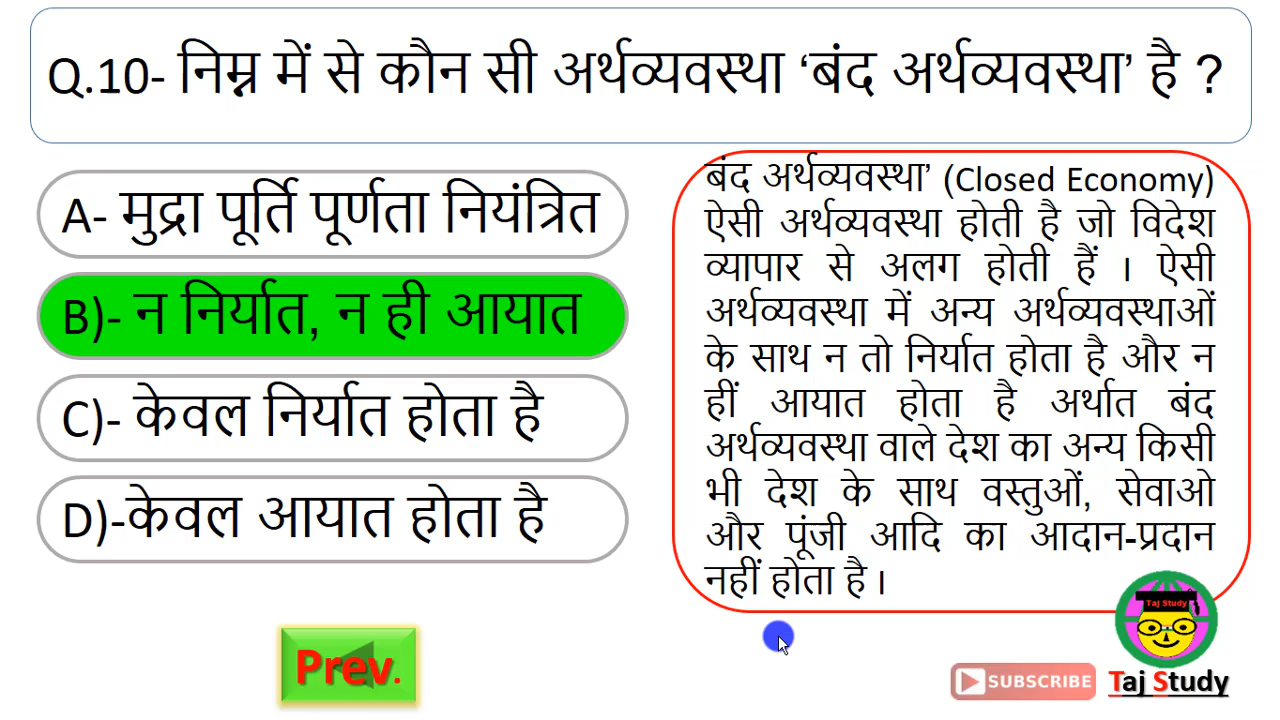 Q.10- निम्न में से कौन सी अर्थव्यवस्था ‘बंद अर्थव्यवस्था’ है ?
A- मुद्रा पूर्ति पूर्णता नियंत्रित
B)- न निर्यात, न ही आयात
C)- केवल निर्यात होता है
D)-केवल आयात होता है
बंद अर्थव्यवस्था’ (Closed Economy)
ऐसी अर्थव्यवस्था होती है जो विदेश
व्यापार से अलग होती हैं । ऐसी
अर्थव्यवस्था में अन्य अर्थव्यवस्थाओं
के साथ न तो निर्यात होता है और न
हीं आयात होता है अर्थात बंद
अर्थव्यवस्था वाले देश का अन्य किसी
भी देश के साथ वस्तुओं, सेवाओ
और पूंजी आदि का आदान-प्रदान
नहीं होता है ।
Prev.
Taj Study
SUBSCRIBE
Taj Study